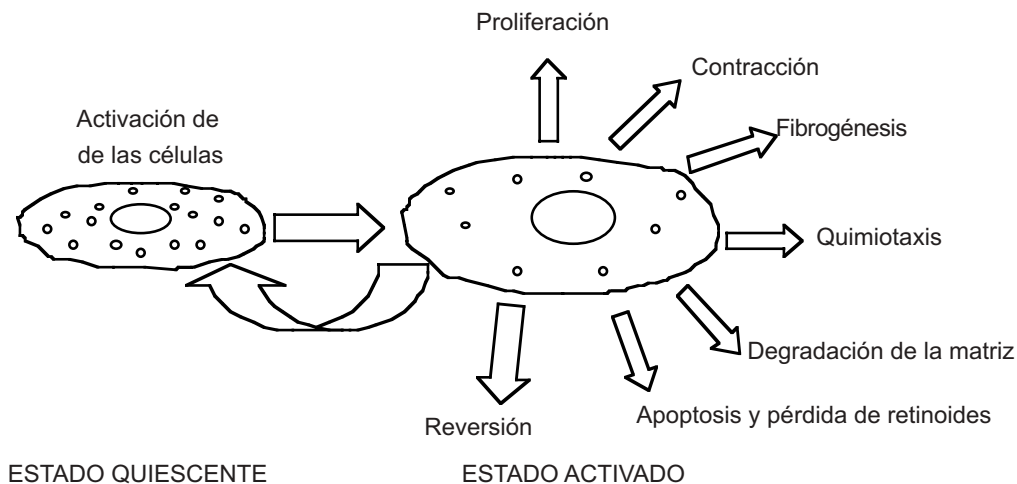 Proliferación
Contracción
Activación de
de las células
Fibrogénesis
Quimiotaxis
Degradación de la matriz
Apoptosis y pérdida de retinoides
Reversión
ESTADO QUIESCENTE
ESTADO ACTIVADO